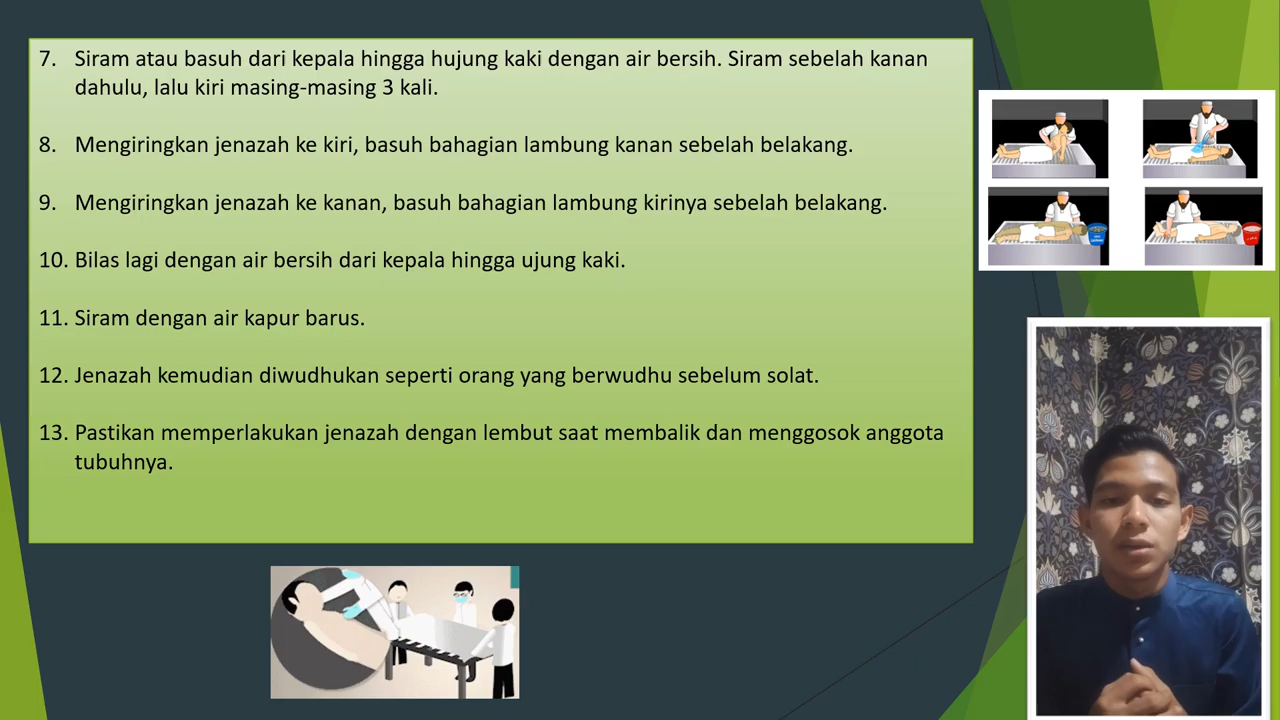 7. Siram atau basuh dari kepala hingga hujung kaki dengan air bersih. Siram sebelah kanan
dahulu, lalu kiri masing-masing 3 kali.
8. Mengiringkan jenazah ke kiri, basuh bahagian lambung kanan sebelah belakang.
9. Mengiringkan jenazah ke kanan, basuh bahagian lambung kirinya sebelah belakang.
10. Bilas lagi dengan air bersih dari kepala hingga ujung kaki.
11. Siram dengan air kapur barus.
12. Jenazah kemudian diwudhukan seperti orang yang berwudhu sebelum solat.
13. Pastikan memperlakukan jenazah dengan lembut saat membalik dan menggosok anggota
tubuhnya.